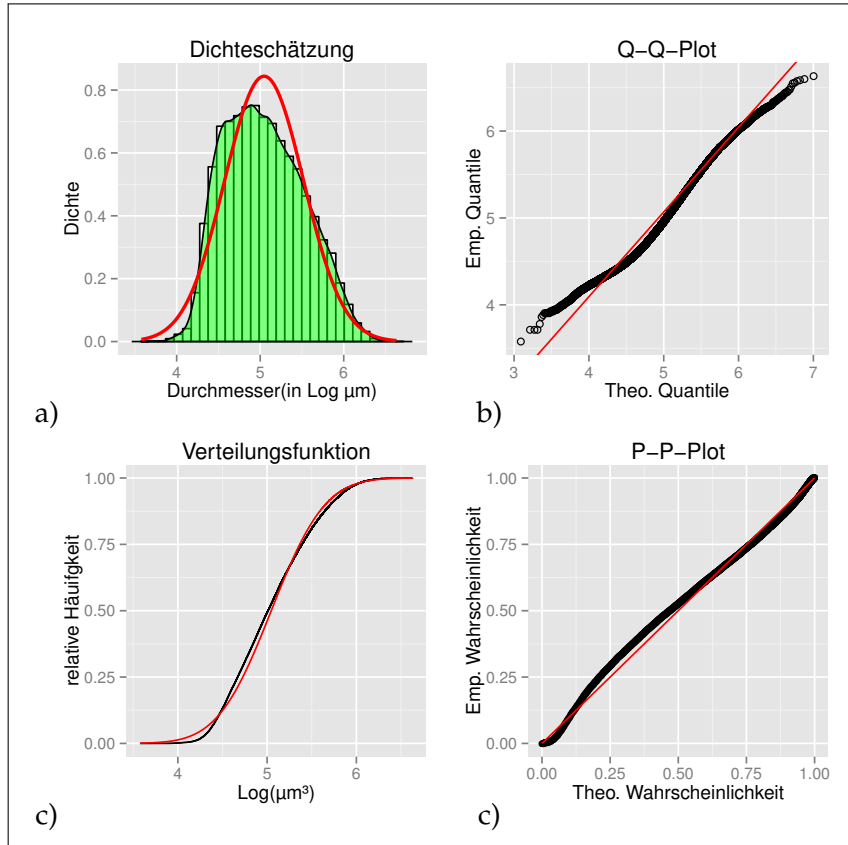 Dichteschätzung
Dichte
0.8
0.6
0.4
0.2
0.0
4
5
6
Durchmesser(in Log µm)
a)
Q−Q−Plot
Emp. Quantile
6
5
4
3
4
5
6
7
Theo. Quantile
b)
Verteilungsfunktion
relative Häuifgkeit
1.00
0.75
0.50
0.25
0.00
4
5
6
Log(µm³)
c)
P−P−Plot
Emp. Wahrscheinlichkeit
1.00
0.75
0.50
0.25
0.00
0.00
0.25
0.50
0.75
1.00
Theo. Wahrscheinlichkeit
c)